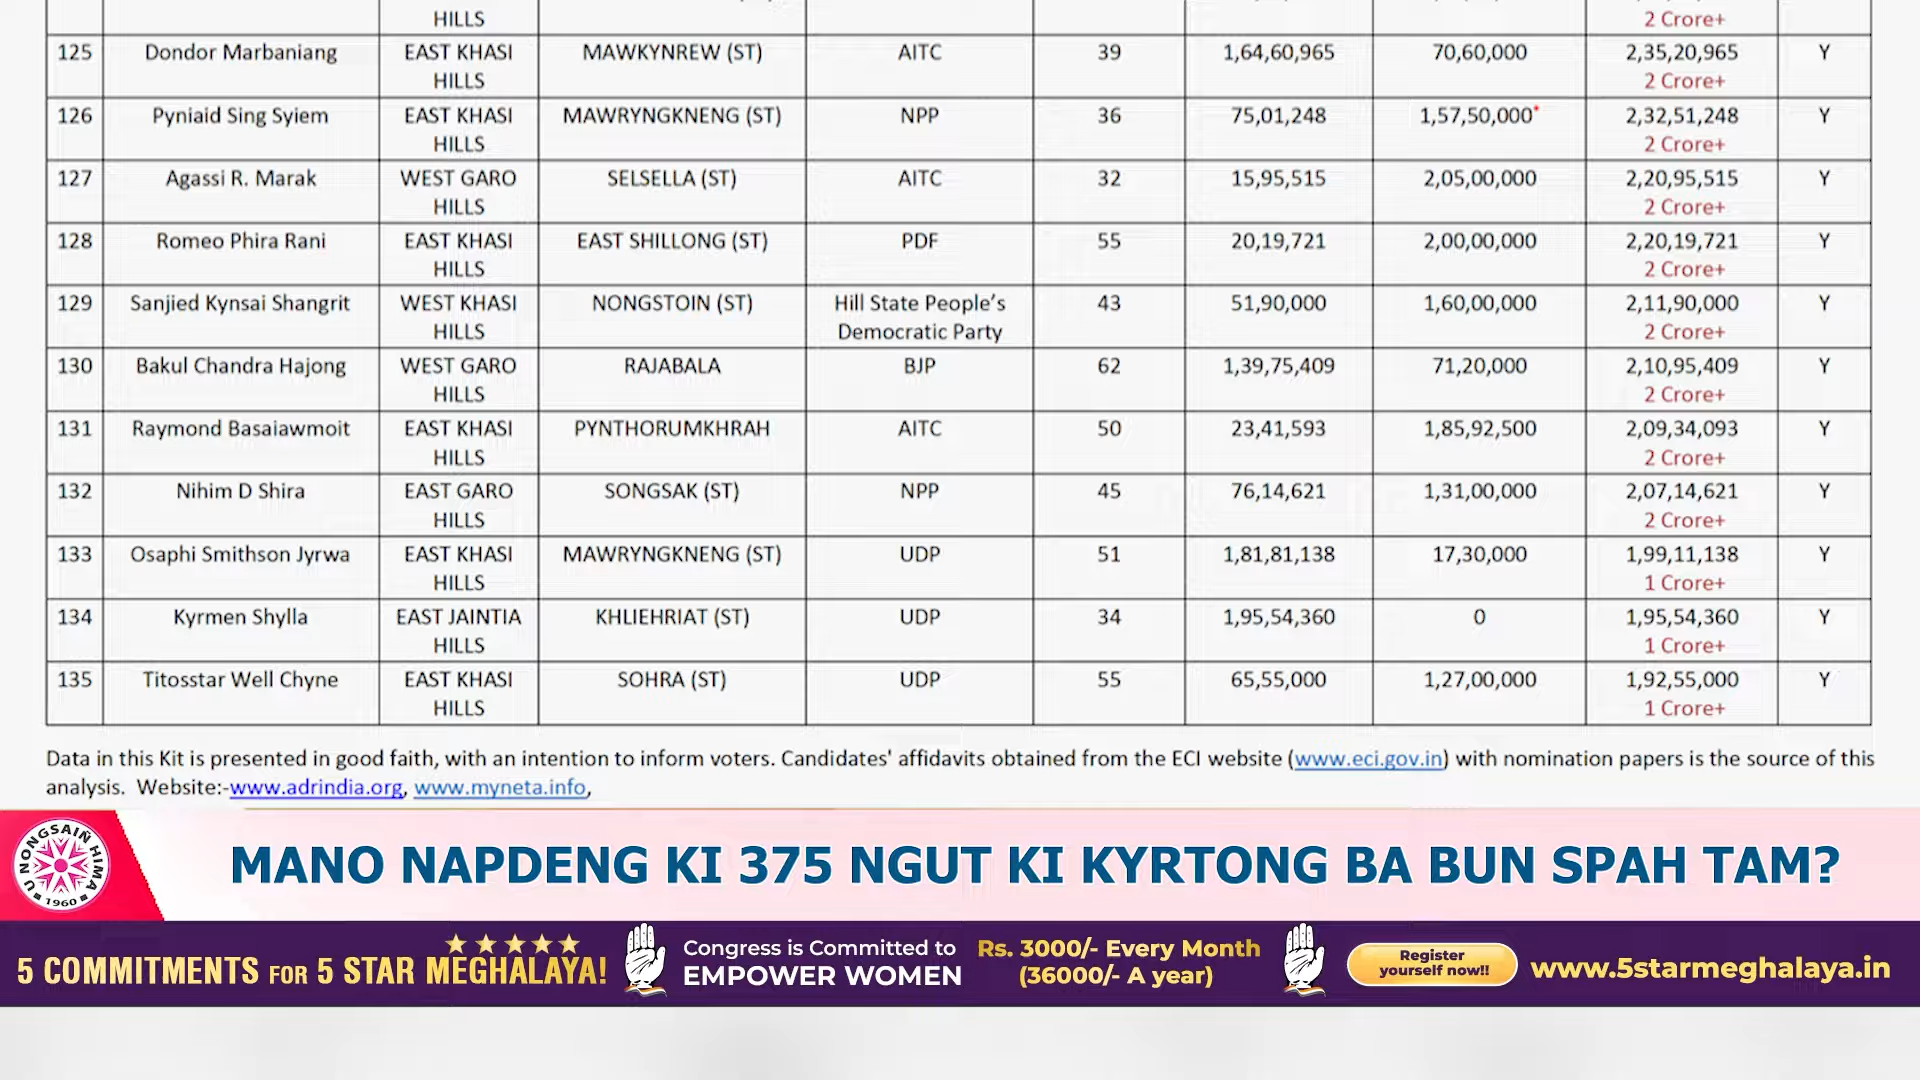 HILLS 2 Crore+
125 Dondor Marbaniang EAST KHASI MAWKYNREW (ST) AITC 39 1,64,60,965 70,60,000 2,35,20,965 Y
HILLS 2 Crore+
126 Pyniaid Sing Syiem EAST KHASI MAWRYNGKNENG (ST) NPP 36 75,01,248 1,57,50,000* 2,32,51,248 Y
HILLS 2 Crore+
127 Agassi R. Marak WEST GARO SELSELLA (ST) AITC 32 15,95,515 2,05,00,000 2,20,95,515 Y
HILLS 2 Crore+
128 Romeo Phira Rani EAST KHASI EAST SHILLONG (ST) PDF 55 20,19,721 2,00,00,000 2,20,19,721 Y
HILLS 2 Crore+
129 Sanjied Kynsai Shangrit WEST KHASI NONGSTOIN (ST) Hill State People’s 43 51,90,000 1,60,00,000 2,11,90,000 Y
HILLS Democratic Party 2 Crore+
130 Bakul Chandra Hajong WEST GARO RAJABALA BJP 62 1,39,75,409 71,20,000 2,10,95,409 Y
HILLS 2 Crore+
131 Raymond Basaiawmoit EAST KHASI PYNTHORUMKHRAH AITC 50 23,41,593 1,85,92,500 2,09,34,093 Y
HILLS 2 Crore+
132 Nihim D Shira EAST GARO SONGSAK (ST) NPP 45 76,14,621 1,31,00,000 2,07,14,621 Y
HILLS 2 Crore+
133 Osaphi Smithson Jyrwa EAST KHASI MAWRYNGKNENG (ST) UDP 51 1,81,81,138 17,30,000 1,99,11,138 Y
HILLS 1 Crore+
134 Kyrmen Shylla EAST JAINTIA KHLIEHRIAT (ST) UDP 34 1,95,54,360 0 1,95,54,360 Y
HILLS 1 Crore+
135 Titosstar Well Chyne EAST KHASI SOHRA (ST) UDP 55 65,55,000 1,27,00,000 1,92,55,000 Y
HILLS 1 Crore+
Data in this Kit is presented in good faith, with an intention to inform voters. Candidates' affidavits obtained from the ECI website (www.eci.gov.in) with nomination papers is the source of this
analysis. Website:-www.adrindia.org, www.myneta.info,
U NONGSAIÑ HIMA
1960
MANO NAPDENG KI 375 NGUT KI KYRTONG BA BUN SPAH TAM?
5 COMMITMENTS FOR 5 STAR MEGHALAYA!
Congress is Committed to
EMPOWER WOMEN
Rs. 3000/- Every Month
(36000/- A year)
Register
yourself now!!
www.5starmeghalaya.in